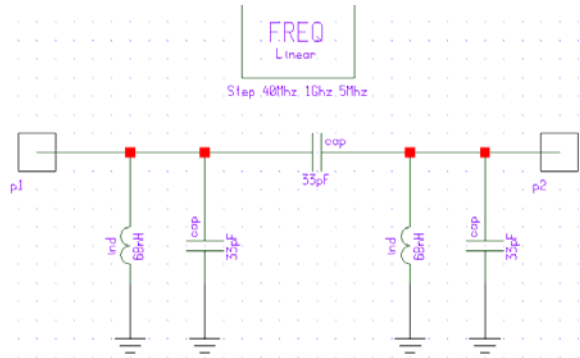 FREQ
Linear
Step .40Mhz. 1Ghz. 5Mhz.
cap
33pF
p1
p2
ind
68nH
cap
33pF
ind
68nH
cap
33pF